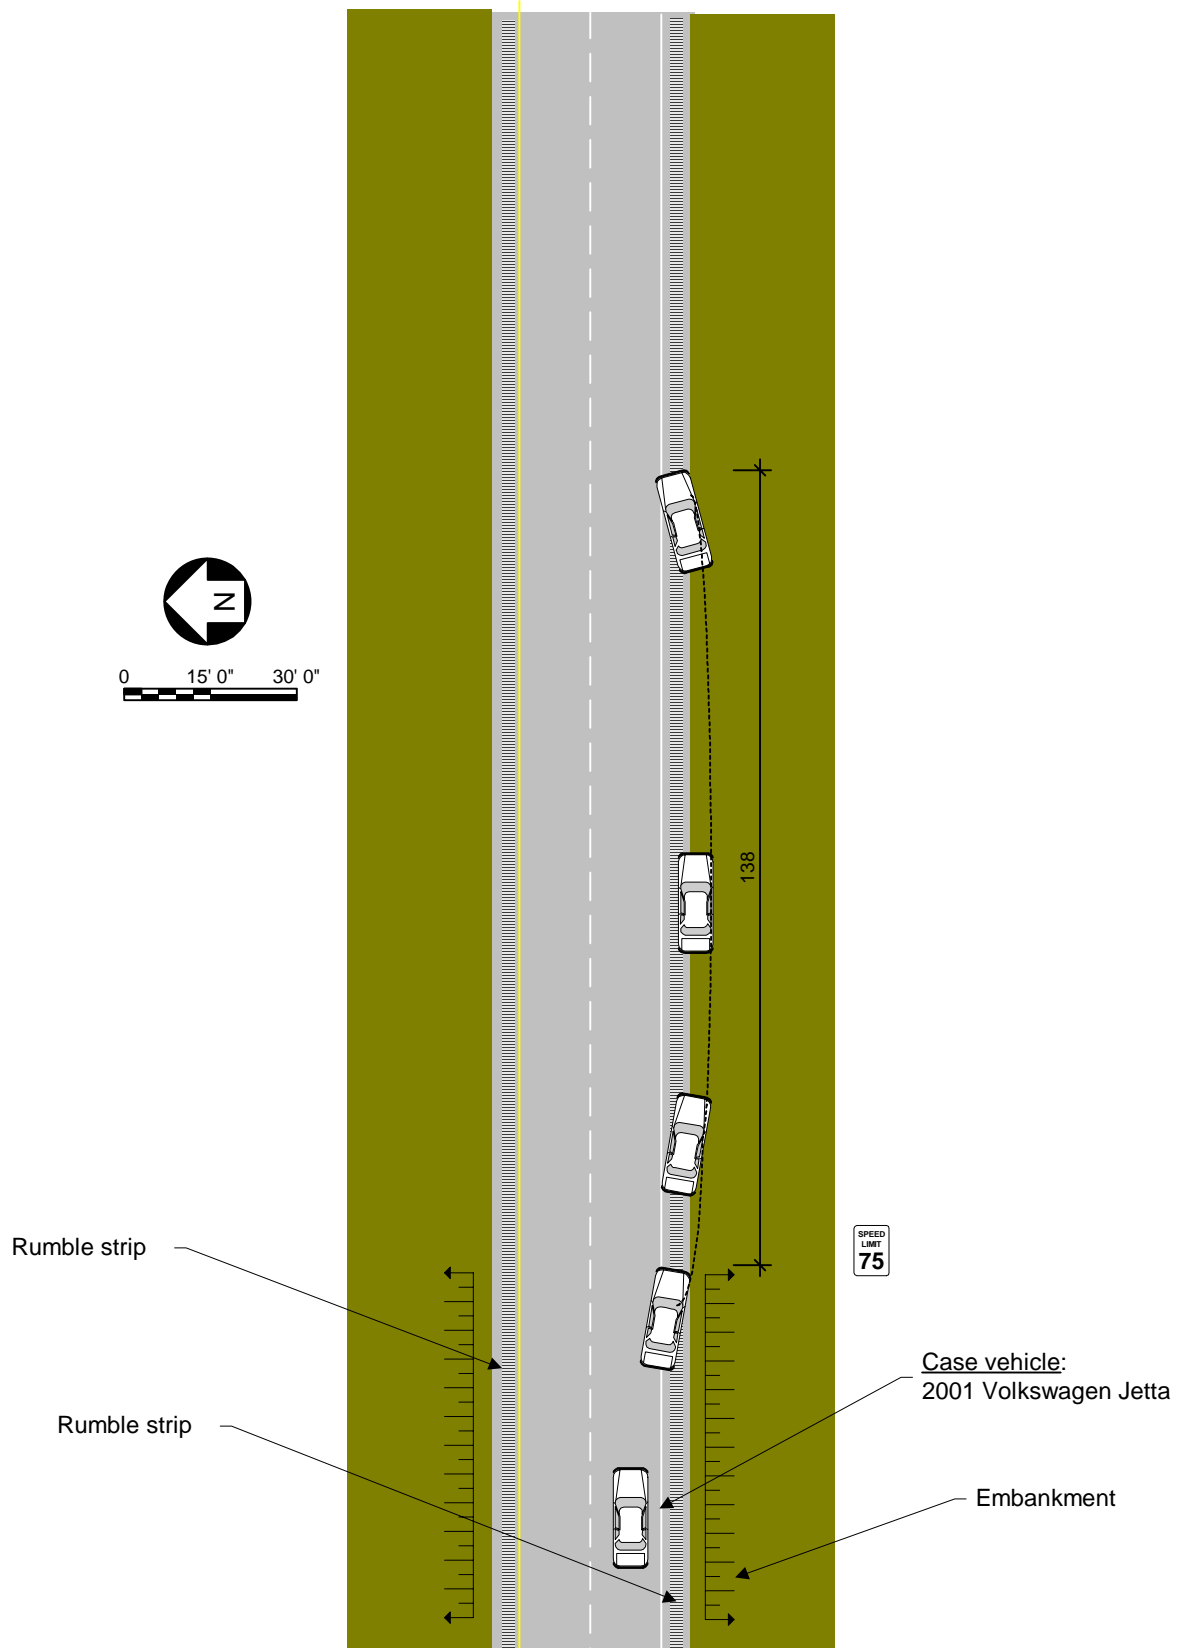 N
0 15' 0" 30' 0"
138
Rumble strip
SPEED
LIMIT
75
Case vehicle:
2001 Volkswagen Jetta
Rumble strip
Embankment